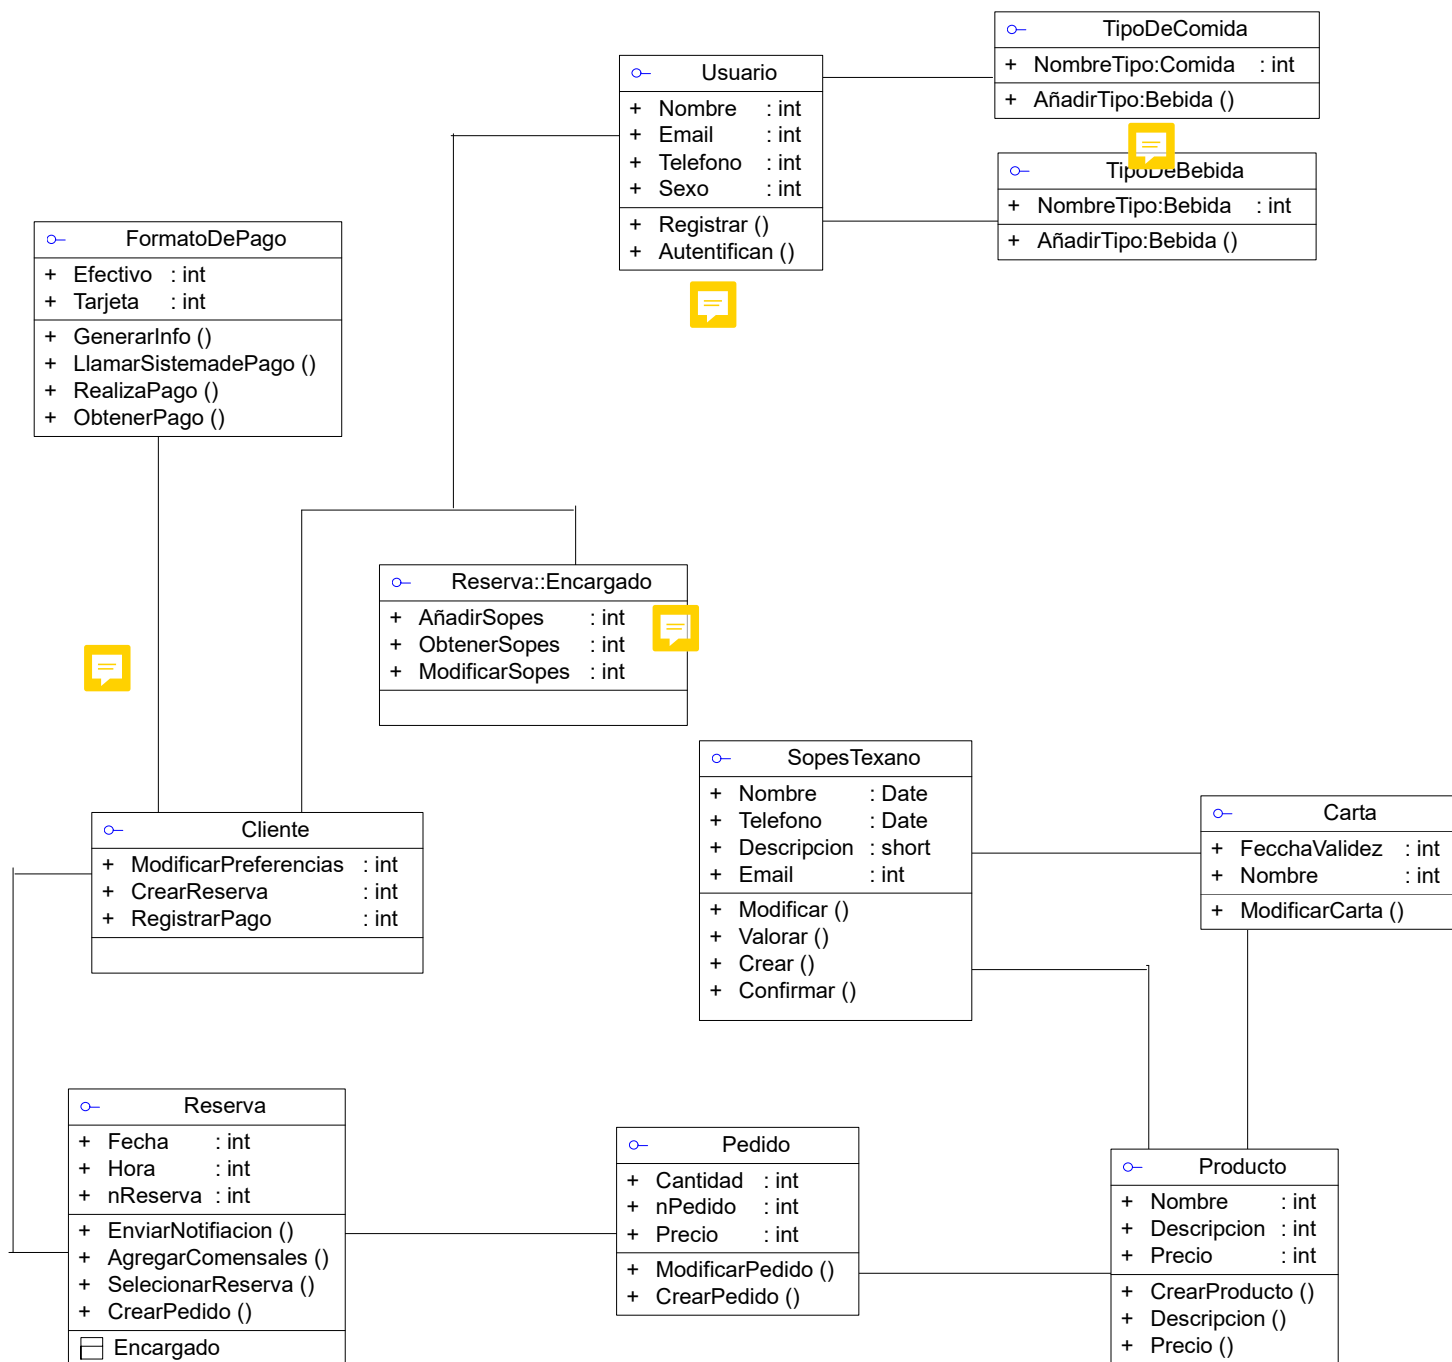 TipoDeComida
+ NombreTipo:Comida : int
+ AñadirTipo:Bebida ()
Usuario
+ Nombre : int
+ Email : int
+ Telefono : int
+ Sexo : int
+ Registrar ()
+ Autentifican ()
TipoDeBebida
+ NombreTipo:Bebida : int
+ AñadirTipo:Bebida ()
FormatoDePago
+ Efectivo : int
+ Tarjeta : int
+ GenerarInfo ()
+ LlamarSistemadePago ()
+ RealizaPago ()
+ ObtenerPago ()
Reserva::Encargado
+ AñadirSopes : int
+ ObtenerSopes : int
+ ModificarSopes : int
SopesTexano
+ Nombre : Date
+ Telefono : Date
+ Descripcion : short
+ Email : int
+ Modificar ()
+ Valorar ()
+ Crear ()
+ Confirmar ()
Carta
+ FecchaValidez : int
+ Nombre : int
+ ModificarCarta ()
Cliente
+ ModificarPreferencias : int
+ CrearReserva : int
+ RegistrarPago : int
Reserva
+ Fecha : int
+ Hora : int
+ nReserva : int
+ EnviarNotifiacion ()
+ AgregarComensales ()
+ SelecionarReserva ()
+ CrearPedido ()
Encargado
Pedido
+ Cantidad : int
+ nPedido : int
+ Precio : int
+ ModificarPedido ()
+ CrearPedido ()
Producto
+ Nombre : int
+ Descripcion : int
+ Precio : int
+ CrearProducto ()
+ Descripcion ()
+ Precio ()